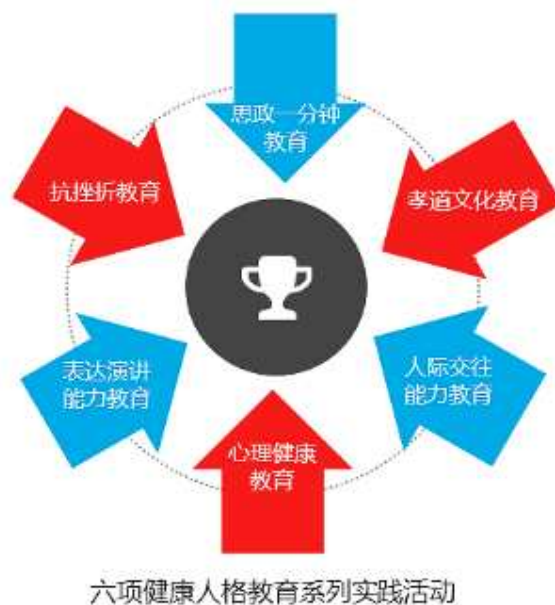 思政一分钟
教育
抗挫折教育
孝道文化教育
表达演讲
能力教育
人际交往
能力教育
心理健康
教育
六项健康人格教育系列实践活动